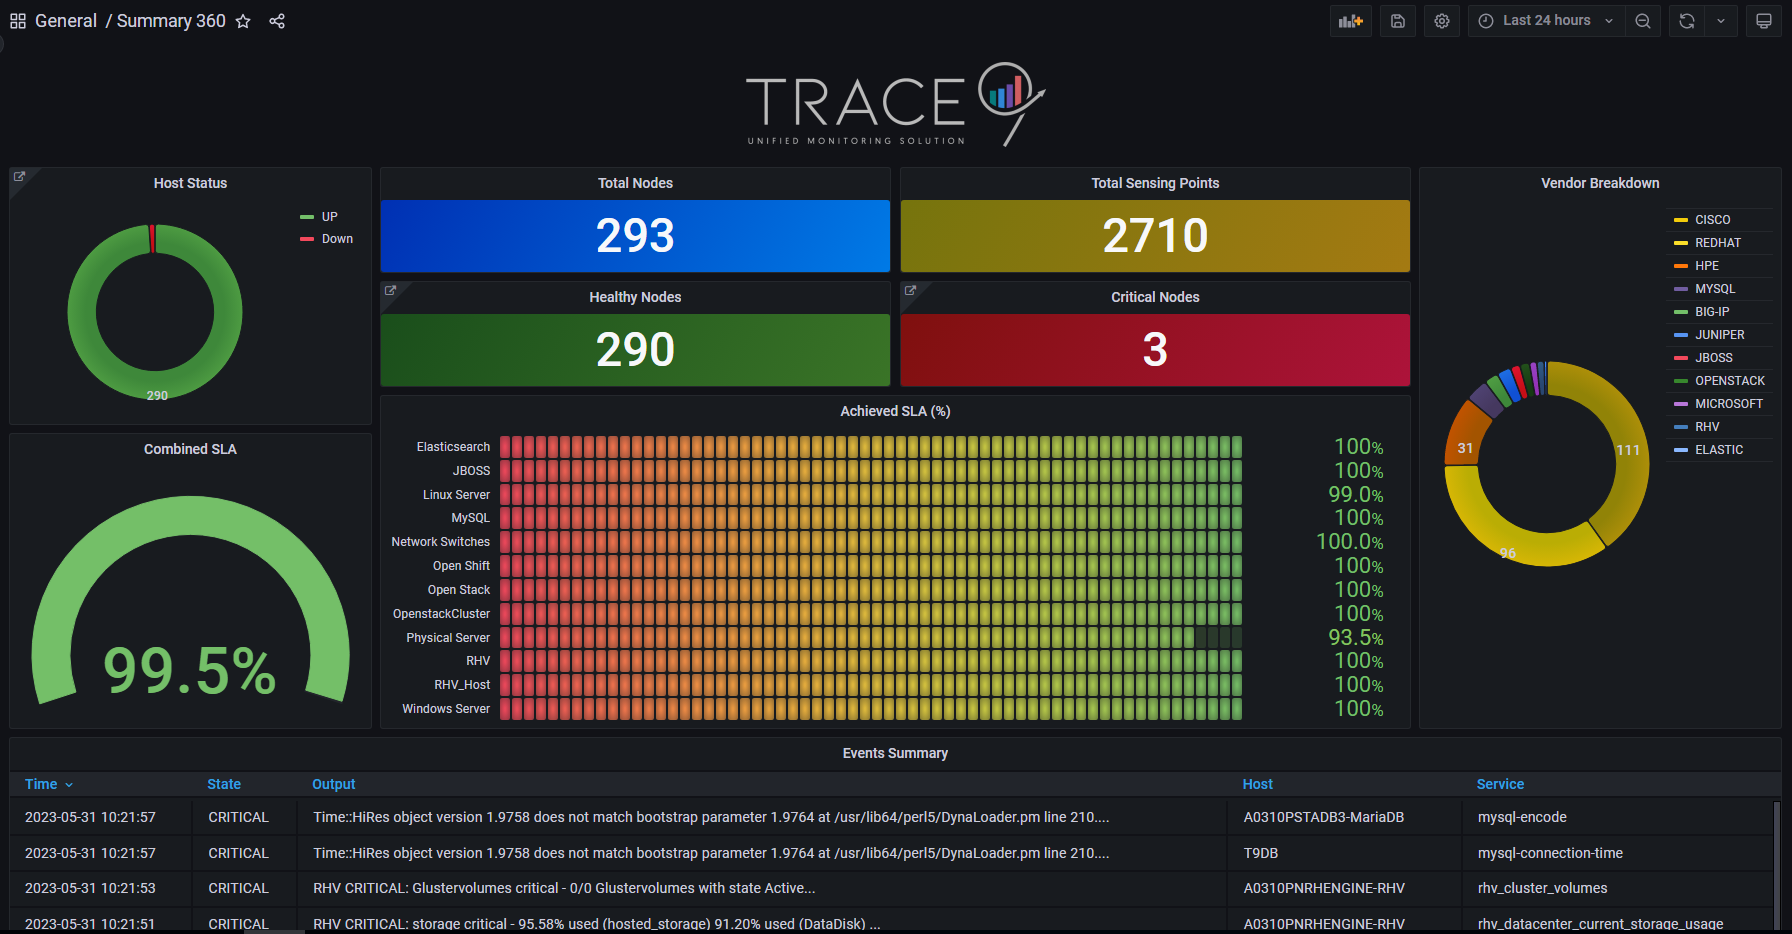 General / Summary 360
Last 24 hours
TRACE 9
UNIFIED MONITORING SOLUTION
Host Status
UP
Down
290
Total Nodes
293
Total Sensing Points
2710
Healthy Nodes
290
Critical Nodes
3
Vendor Breakdown
CISCO
REDHAT
HPE
MYSQL
BIG-IP
JUNIPER
JBOSS
OPENSTACK
MICROSOFT
RHV
ELASTIC
31
111
96
Combined SLA
99.5%
Achieved SLA (%)
Elasticsearch 100%
JBOSS 100%
Linux Server 99.0%
MySQL 100%
Network Switches 100.0%
Open Shift 100%
Open Stack 100%
OpenstackCluster 100%
Physical Server 93.5%
RHV 100%
RHV_Host 100%
Windows Server 100%
Events Summary
Time State Output Host Service
2023-05-31 10:21:57 CRITICAL Time::HiRes object version 1.9758 does not match bootstrap parameter 1.9764 at /usr/lib64/perl5/DynaLoader.pm line 210.... A0310PSTADB3-MariaDB mysql-encode
2023-05-31 10:21:57 CRITICAL Time::HiRes object version 1.9758 does not match bootstrap parameter 1.9764 at /usr/lib64/perl5/DynaLoader.pm line 210.... T9DB mysql-connection-time
2023-05-31 10:21:53 CRITICAL RHV CRITICAL: Glustervolumes critical - 0/0 Glustervolumes with state Active... A0310PNRHENGINE-RHV rhv_cluster_volumes
2023-05-31 10:21:51 CRITICAL RHV CRITICAL: storage critical - 95.58% used (hosted_storage) 91.20% used (DataDisk) ... A0310PNRHENGINE-RHV rhv_datacenter_current_storage_usage